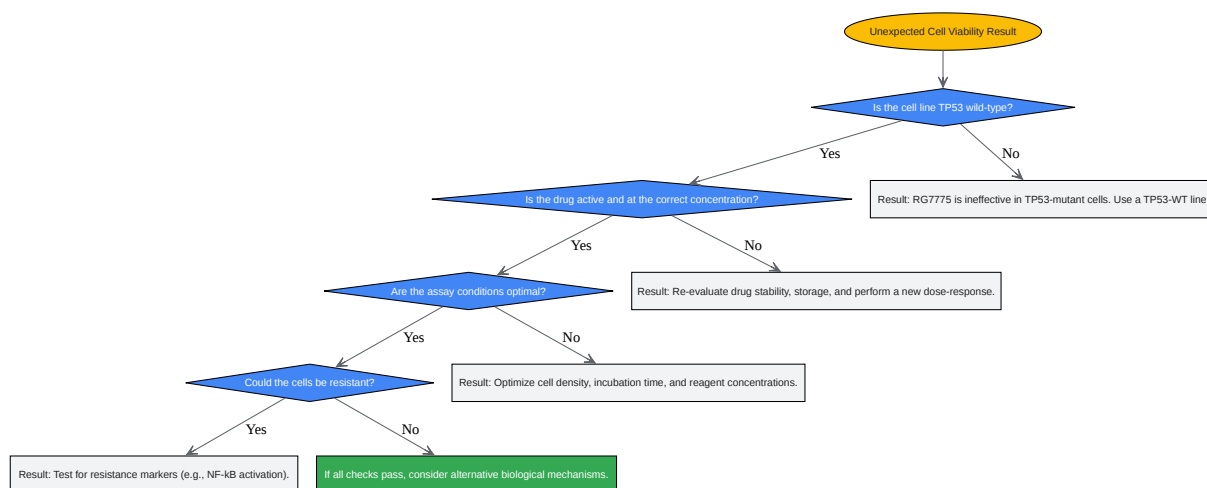 Unexpected Cell Viability Result
Is the cell line TP53 wild-type?
Yes
No
Is the drug active and at the correct concentration?
Result: RG7775 is ineffective in TP53-mutant cells. Use a TP53-WT line
Yes
No
Are the assay conditions optimal?
Result: Re-evaluate drug stability, storage, and perform a new dose-response.
Yes
No
Could the cells be resistant?
Result: Optimize cell density, incubation time, and reagent concentrations.
Yes
No
Result: Test for resistance markers (e.g., NF-kB activation).
If all checks pass, consider alternative biological mechanisms.